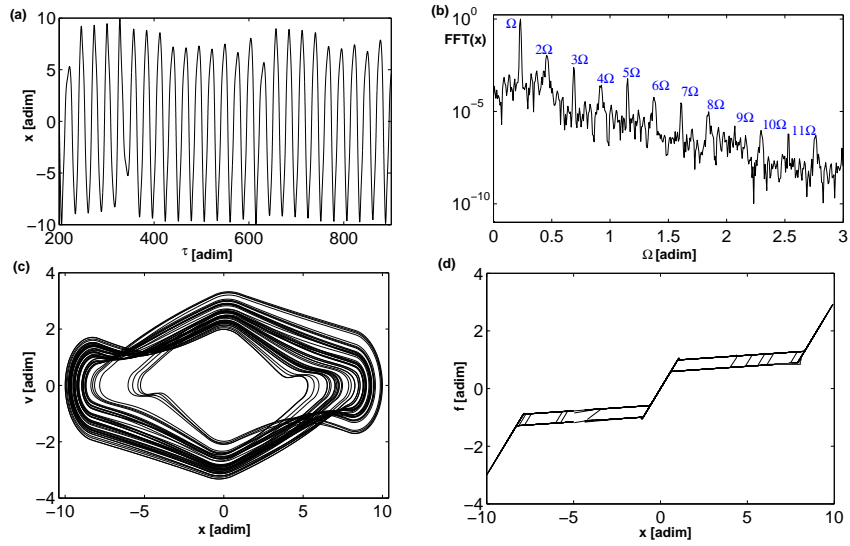 (a)
10
5
0
−5
−10
200
400
600
800
x [adim]
τ [adim]
(b)
10^0
FFT(x)
10^−5
10^−10
Ω
2Ω
3Ω
4Ω
5Ω
6Ω
7Ω
8Ω
9Ω
10Ω
11Ω
0
0.5
1
1.5
2
2.5
3
Ω [adim]
(c)
4
2
0
−2
−4
v [adim]
−10
−5
0
5
10
x [adim]
(d)
4
2
0
−2
−4
f [adim]
−10
−5
0
5
10
x [adim]